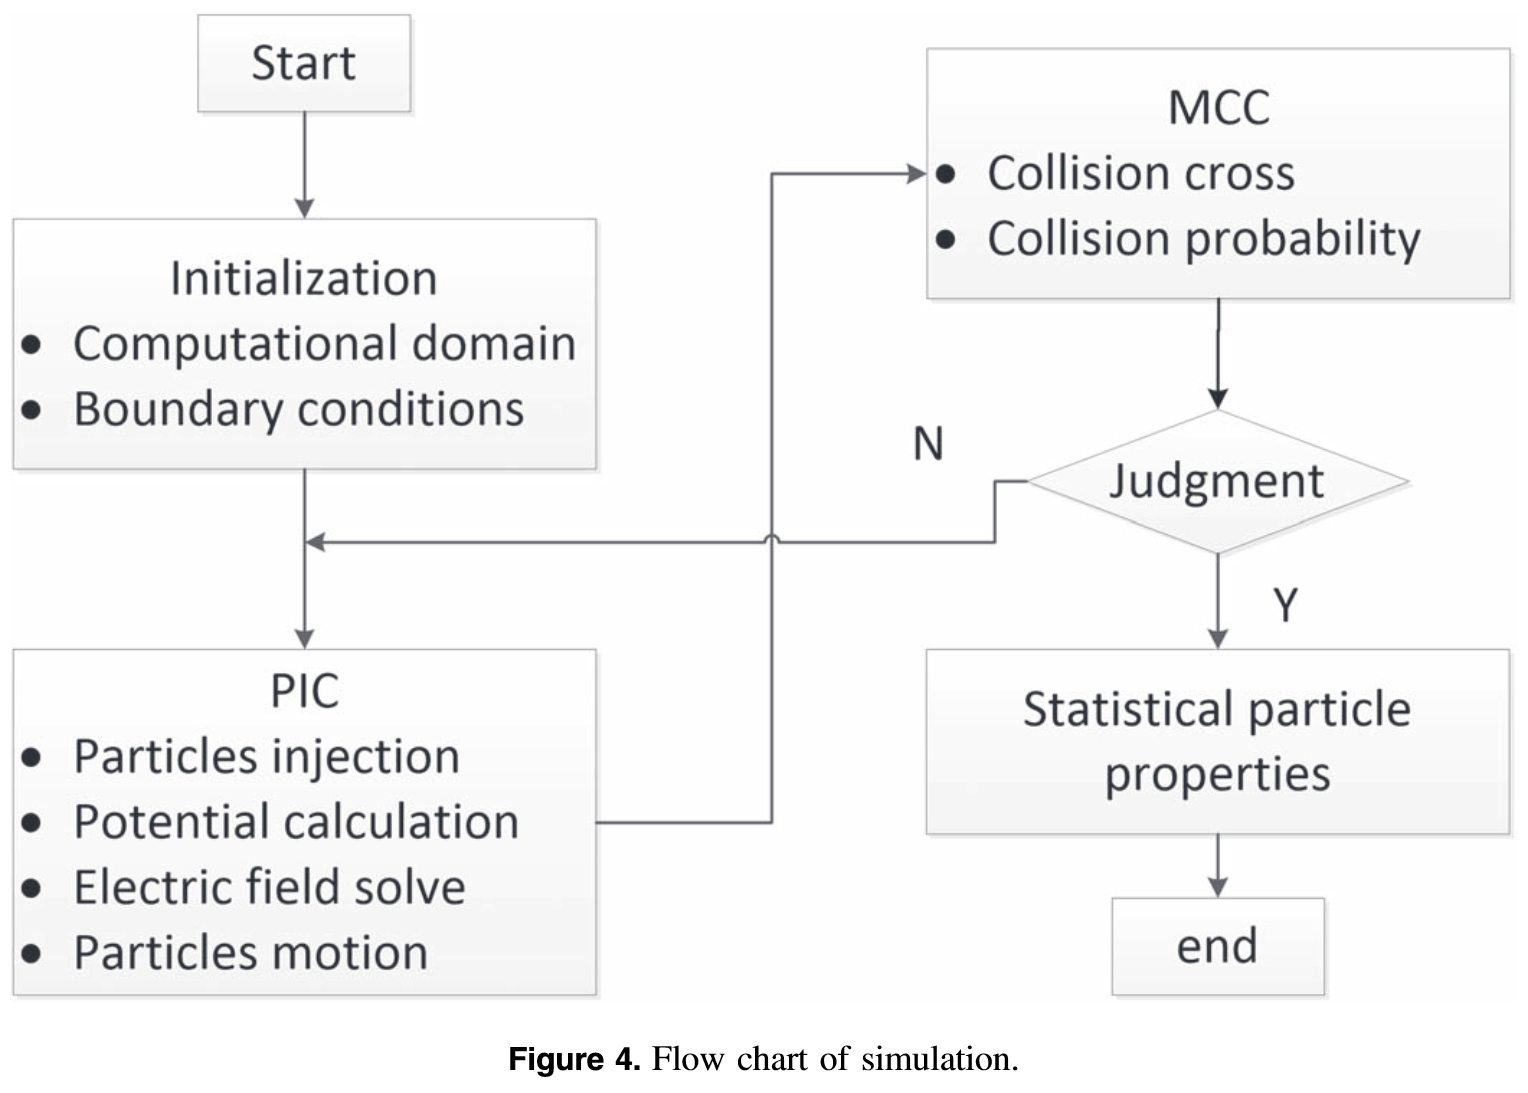 Start
Initialization
• Computational domain
• Boundary conditions
PIC
• Particles injection
• Potential calculation
• Electric field solve
• Particles motion
MCC
• Collision cross
• Collision probability
Judgment
N
Y
Statistical particle
properties
end
Figure 4. Flow chart of simulation.